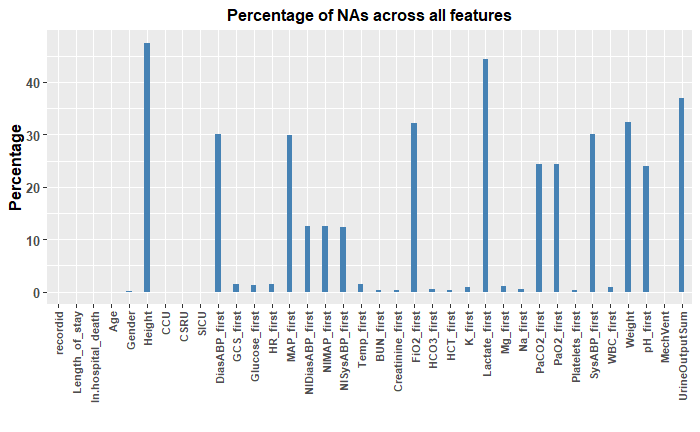 Percentage of NAs across all features
Percentage
40
30
20
10
0
recordid
Length_of_stay
In.hospital_death
Age
Gender
Height
CCU
CSRU
SICU
DiasABP_first
GCS_first
Glucose_first
HR_first
MAP_first
NIDiasABP_first
NIMAP_first
NISysABP_first
Temp_first
BUN_first
Creatinine_first
FiO2_first
HCO3_first
HCT_first
K_first
Lactate_first
Mg_first
Na_first
PaCO2_first
PaO2_first
Platelets_first
SysABP_first
WBC_first
Weight
pH_first
MechVent
UrineOutputSum